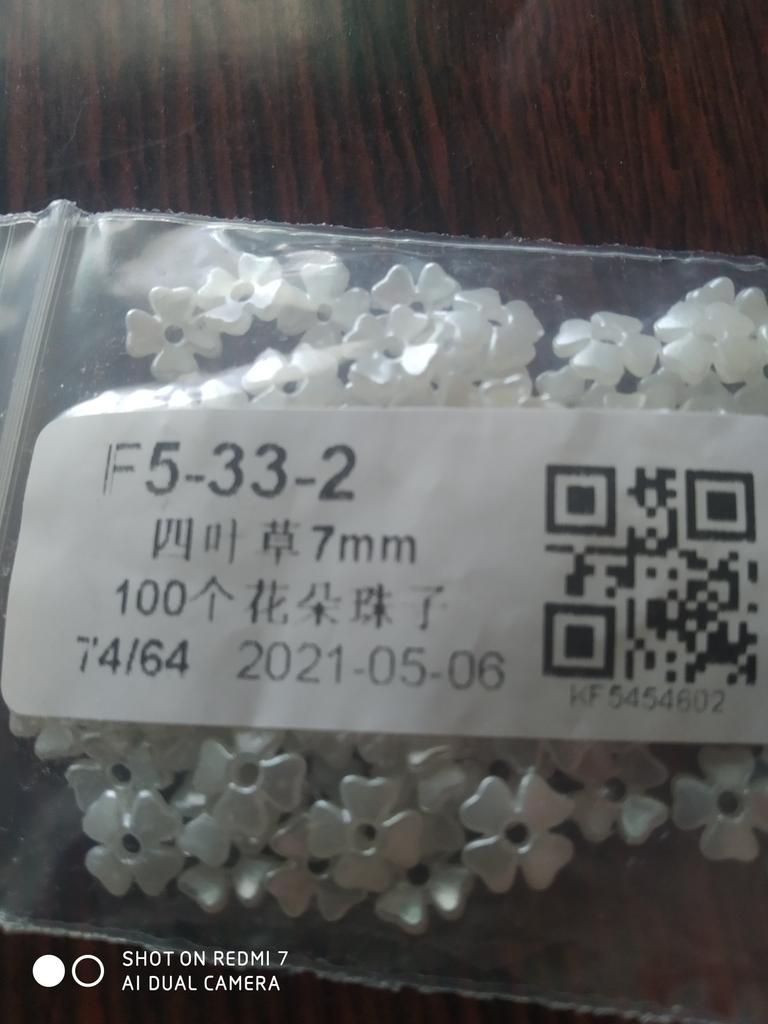 F5-33-2
四叶草7mm
100个花朵珠子
74/64 2021-05-06
KF5454602
SHOT ON REDMI 7
AI DUAL CAMERA